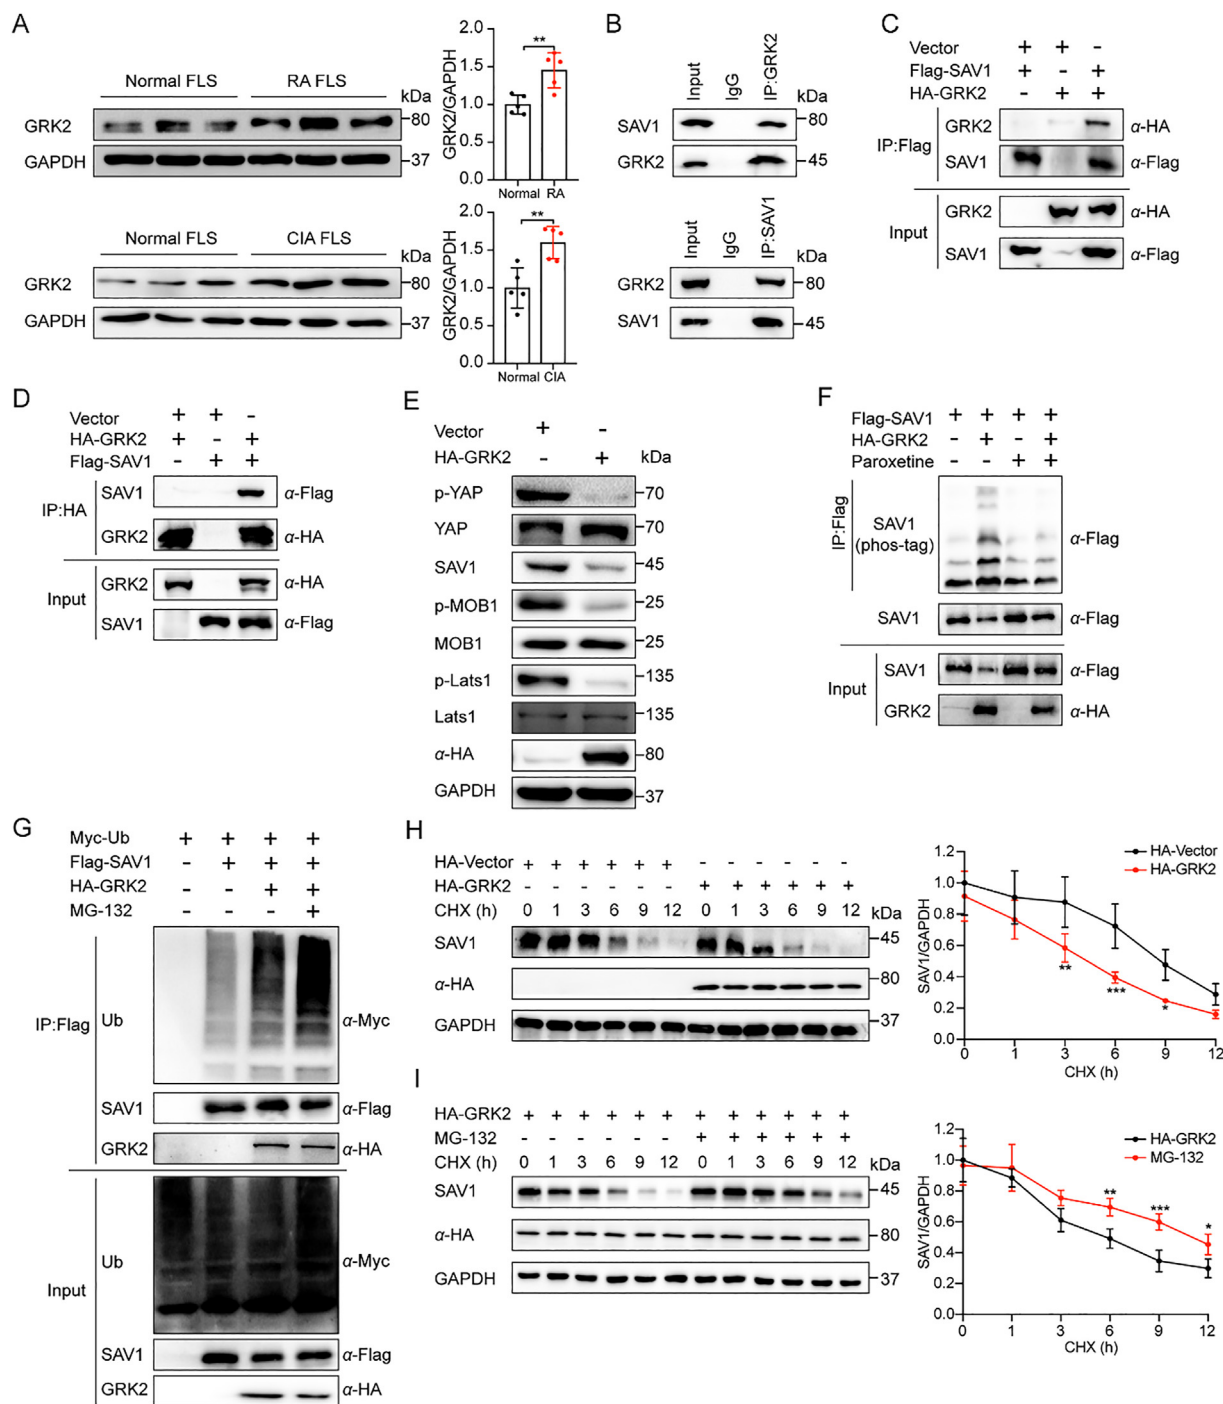 A
Normal FLS RA FLS
kDa
GRK2 80
GAPDH 37
GRK2/GAPDH
2.0
1.5
1.0
0.5
0.0
**
Normal RA
Normal FLS CIA FLS
kDa
GRK2 80
GAPDH 37
GRK2/GAPDH
2.0
1.5
1.0
0.5
0.0
**
Normal CIA
B
Input IgG IP:GRK2
SAV1 80
GRK2 45
Input IgG IP:SAV1
GRK2 80
SAV1 45
C
Vector + + -
Flag-SAV1 + - +
HA-GRK2 - + +
IP:Flag
GRK2 α-HA
SAV1 α-Flag
Input
GRK2 α-HA
SAV1 α-Flag
D
Vector + + -
HA-GRK2 + - +
Flag-SAV1 - + +
IP:HA
SAV1 α-Flag
GRK2 α-HA
Input
GRK2 α-HA
SAV1 α-Flag
E
Vector + -
HA-GRK2 - + kDa
p-YAP 70
YAP 70
SAV1 45
p-MOB1 25
MOB1 25
p-Lats1 135
Lats1 135
α-HA 80
GAPDH 37
F
Flag-SAV1 + + + +
HA-GRK2 - + - +
Paroxetine - - + +
IP:Flag
SAV1
(phos-tag)
α-Flag
SAV1 α-Flag
Input
SAV1 α-Flag
GRK2 α-HA
G
Myc-Ub + + + +
Flag-SAV1 - + + +
HA-GRK2 - - + +
MG-132 - - - +
IP:Flag
Ub α-Myc
SAV1 α-Flag
GRK2 α-HA
Input
Ub α-Myc
SAV1 α-Flag
GRK2 α-HA
H
HA-Vector + + + + + + - - - - - -
HA-GRK2 - - - - - - + + + + + +
CHX (h) 0 1 3 6 9 12 0 1 3 6 9 12 kDa
SAV1 45
α-HA 80
GAPDH 37
SAV1/GAPDH
1.2
1.0
0.8
0.6
0.4
0.2
0.0
HA-Vector
HA-GRK2
** *** *
0 1 3 6 9 12
CHX (h)
I
HA-GRK2 + + + + + + + + + + + +
MG-132 - - - - - - + + + + + +
CHX (h) 0 1 3 6 9 12 0 1 3 6 9 12 kDa
SAV1 45
α-HA 80
GAPDH 37
SAV1/GAPDH
1.2
1.0
0.8
0.6
0.4
0.2
0.0
HA-GRK2
MG-132
** *** *
0 1 3 6 9 12
CHX (h)